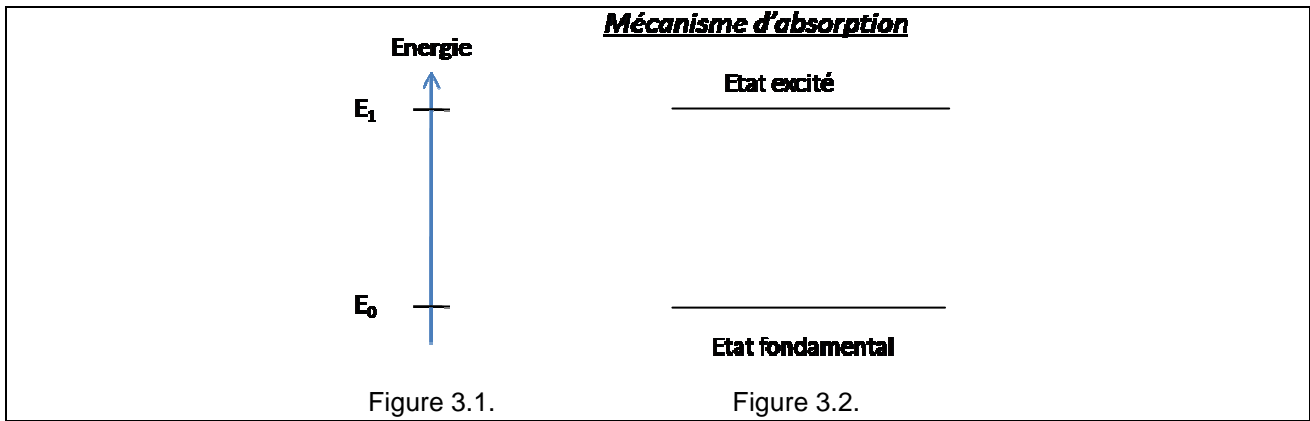 Mécanisme d'absorption
Energie
Etat excité
E₁
E₀
Etat fondamental
Figure 3.1.
Figure 3.2.